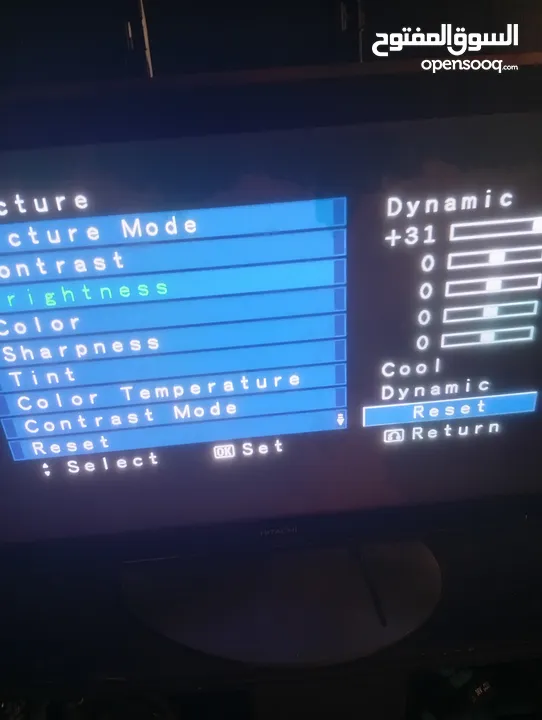 السوق المفتوح
opensooq.com
cture
cture Mode
Dynamic
ontrast
+31
rightness
0
Color
0
Sharpness
0
Tint
0
Color Temperature
Cool
Contrast Mode
Dynamic
Reset
Reset
Select
OK Set
Return
HITACHI